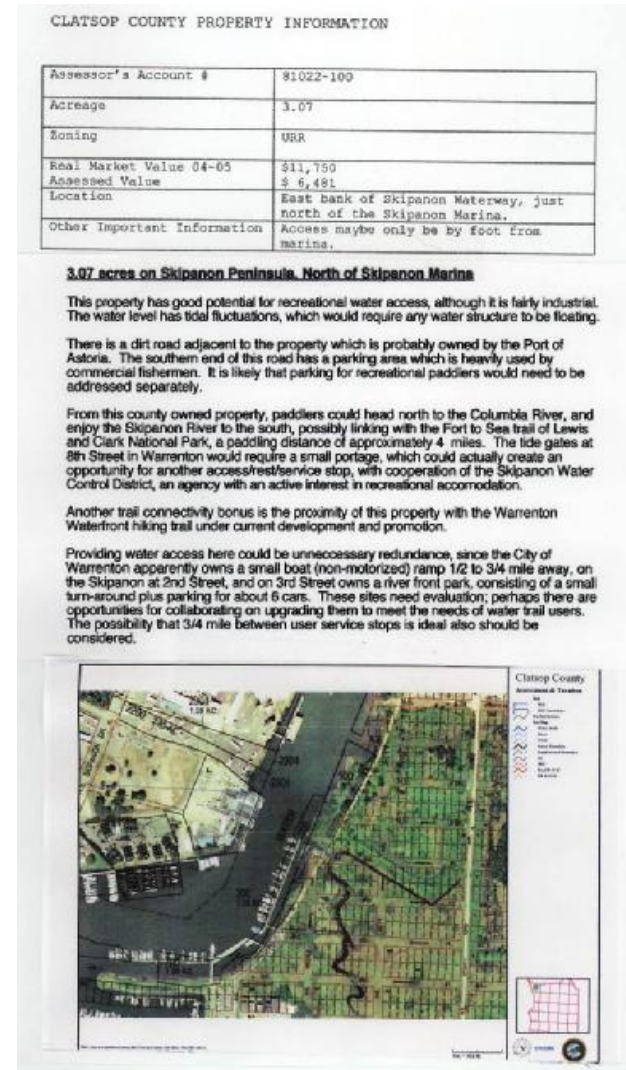 CLATSOP COUNTY PROPERTY INFORMATION
Assessor's Account # 81022-100
Acreage 3.07
Zoning URR
Real Market Value 04-05 $11,750
Assessed Value $ 6,481
Location East bank of Skipanon Waterway, just
north of the Skipanon Marina.
Other Important Information Access maybe only be by foot from
marina.
3.07 acres on Skipanon Peninsula, North of Skipanon Marina
This property has good potential for recreational water access, although it is fairly industrial.
The water level has tidal fluctuations, which would require any water structure to be floating.
There is a dirt road adjacent to the property which is probably owned by the Port of
Astoria. The southern end of this road has a parking area which is heavily used by
commercial fishermen. It is likely that parking for recreational paddlers would need to be
addressed separately.
From this county owned property, paddlers could head north to the Columbia River, and
enjoy the Skipanon River to the south, possibly linking with the Fort to Sea trail of Lewis
and Clark National Park, a paddling distance of approximately 4 miles. The tide gates at
8th Street in Warrenton would require a small portage, which could actually create an
opportunity for another access/rest/service stop, with cooperation of the Skipanon Water
Control District, an agency with an active interest in recreational accomodation.
Another trail connectivity bonus is the proximity of this property with the Warrenton
Waterfront hiking trail under current development and promotion.
Providing water access here could be unneccessary redundance, since the City of
Warrenton apparently owns a small boat (non-motorized) ramp 1/2 to 3/4 mile away, on
the Skipanon at 2nd Street, and on 3rd Street owns a river front park, consisting of a small
turn-around plus parking for about 6 cars. These sites need evaluation; perhaps there are
opportunities for collaborating on upgrading them to meet the needs of water trail users.
The possibility that 3/4 mile between user service stops is ideal also should be
considered.
Clatsop County
Assessment & Taxation